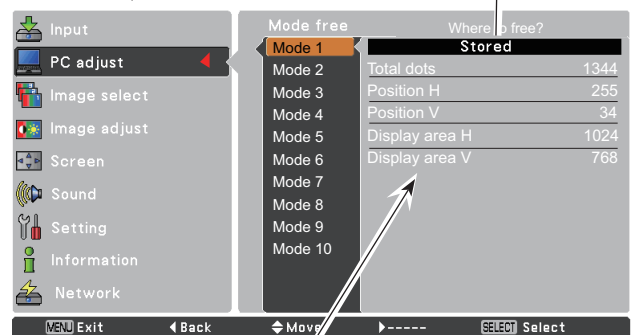 Input
PC adjust
Image select
Image adjust
Screen
Sound
Setting
Information
Network
Mode free
Mode 1
Mode 2
Mode 3
Mode 4
Mode 5
Mode 6
Mode 7
Mode 8
Mode 9
Mode 10
Where to free?
Stored
Total dots 1344
Position H 255
Position V 34
Display area H 1024
Display area V 768
MENU Exit Back Move ----- SELECT Select